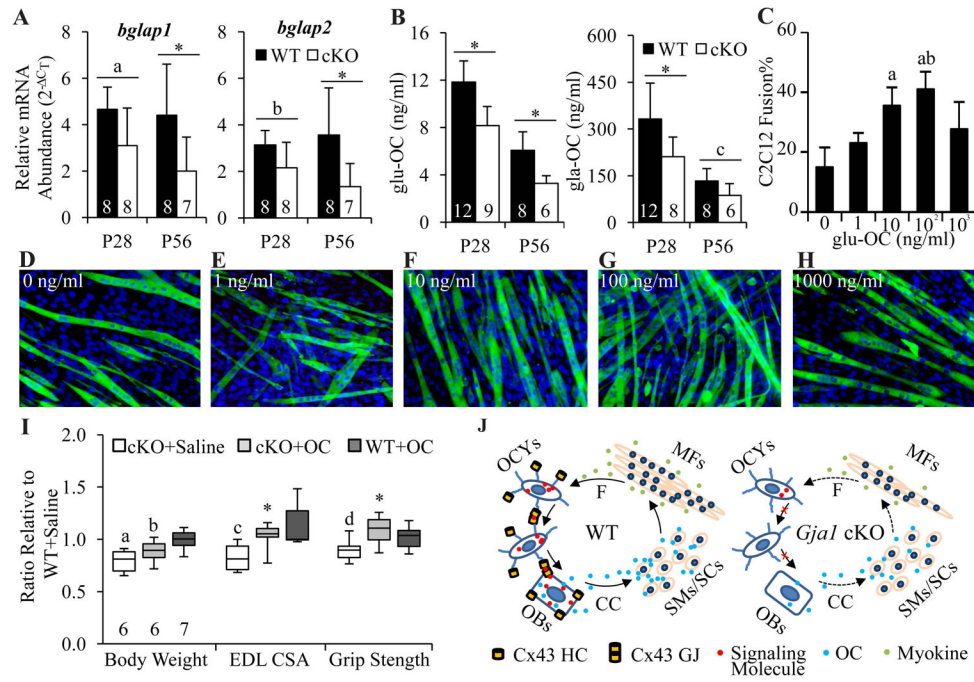 A
bglap1
bglap2
WT cKO
Relative mRNA
Abundance (2-ΔCT)
8
6
4
2
0
a
*
8 8 8 7
P28 P56
8
6
4
2
0
b
*
8 8 8 7
P28 P56
B
glu-OC (ng/ml)
16
12
8
4
0
*
*
12 9 8 6
P28 P56
WT cKO
gla-OC (ng/ml)
600
450
300
150
0
*
c
12 8 8 6
P28 P56
C
C2C12 Fusion%
60
40
20
0
a
ab
0 1 10 10² 10³
glu-OC (ng/ml)
D
0 ng/ml
E
1 ng/ml
F
10 ng/ml
G
100 ng/ml
H
1000 ng/ml
I
Ratio Relative to
WT+Saline
2.0
1.5
1.0
0.5
0.0
cKO+Saline cKO+OC WT+OC
a b c * d *
6 6 7
Body Weight EDL CSA Grip Stength
J
OCYs
MFs
F
WT
CC
OBs
SMs/SCs
OCYs
MFs
F
Gja1 cKO
CC
OBs
SMs/SCs
Cx43 HC Cx43 GJ Signaling
Molecule
OC Myokine